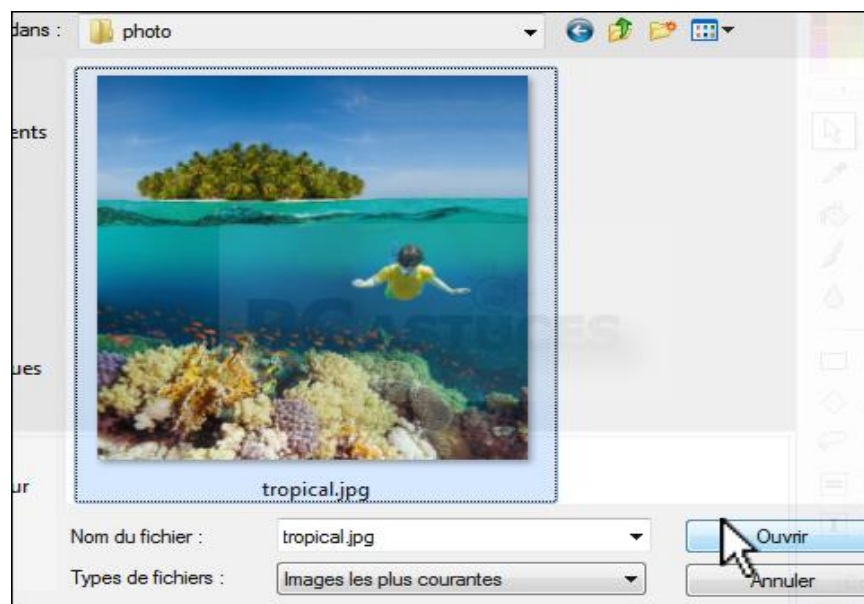 dans :
photo
ents
ues
ur
PC ASTUCES
tropical.jpg
Nom du fichier :
tropical.jpg
Ouvrir
Types de fichiers :
Images les plus courantes
Annuler